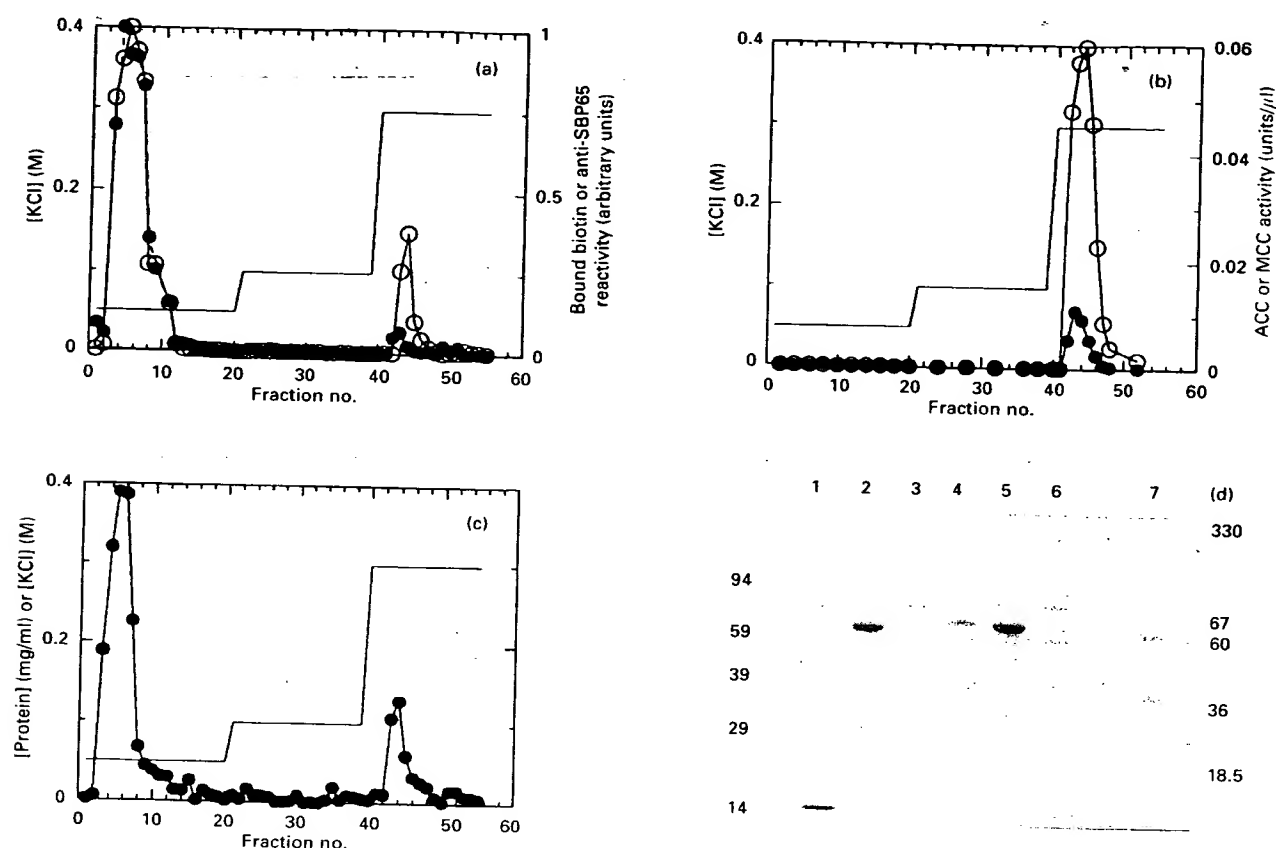 (a)
0.4
0.2
0
[KCl] (M)
1
0.5
0
Bound biotin or anti-SBP65
reactivity (arbitrary units)
0 10 20 30 40 50 60
Fraction no.
(b)
0.4
0.2
0
[KCl] (M)
0.06
0.04
0.02
0
ACC or MCC activity (units/µl)
0 10 20 30 40 50 60
Fraction no.
(c)
0.4
0.2
0
[Protein] (mg/ml) or [KCl] (M)
0 10 20 30 40 50 60
Fraction no.
1 2 3 4 5 6 7 (d)
94
59
39
29
14
330
67
60
36
18.5